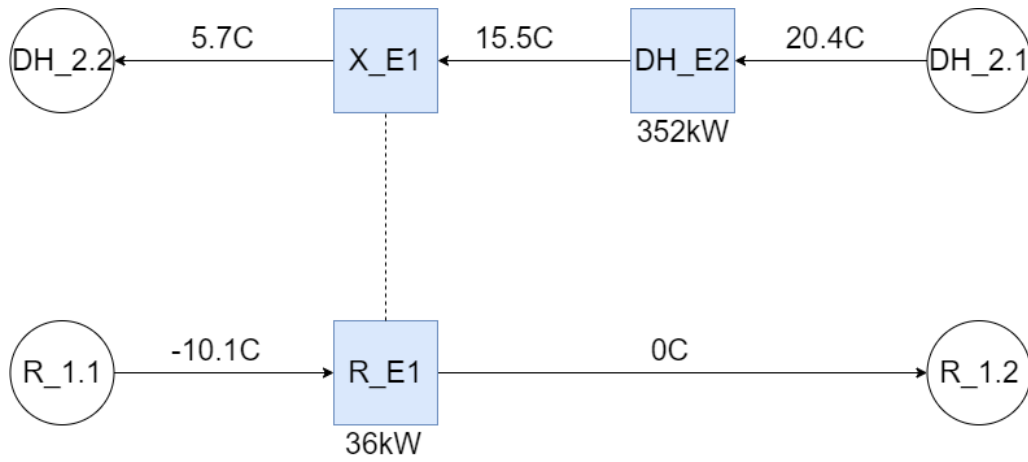 5.7C
15.5C
20.4C
DH_2.2
X_E1
DH_E2
DH_2.1
352kW
-10.1C
0C
R_1.1
R_E1
R_1.2
36kW